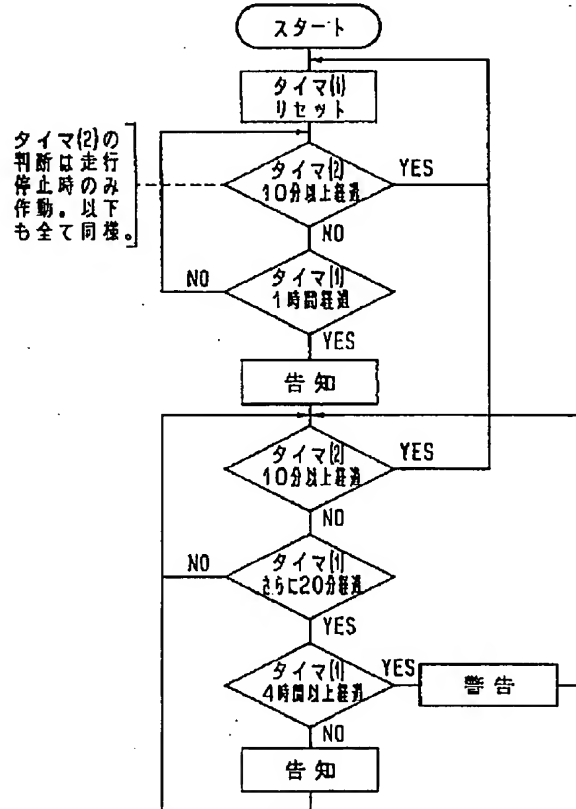 スタート
タイマ(1)
リセット
タイマ(2)の
判断は走行
停止時のみ
作動。以下
も全て同様。
タイマ(2)
10分以上経過
YES
NO
タイマ(1)
1時間経過
NO
YES
告知
タイマ(2)
10分以上経過
YES
NO
タイマ(1)
さらに20分経過
NO
YES
タイマ(1)
4時間以上経過
YES
警告
NO
告知